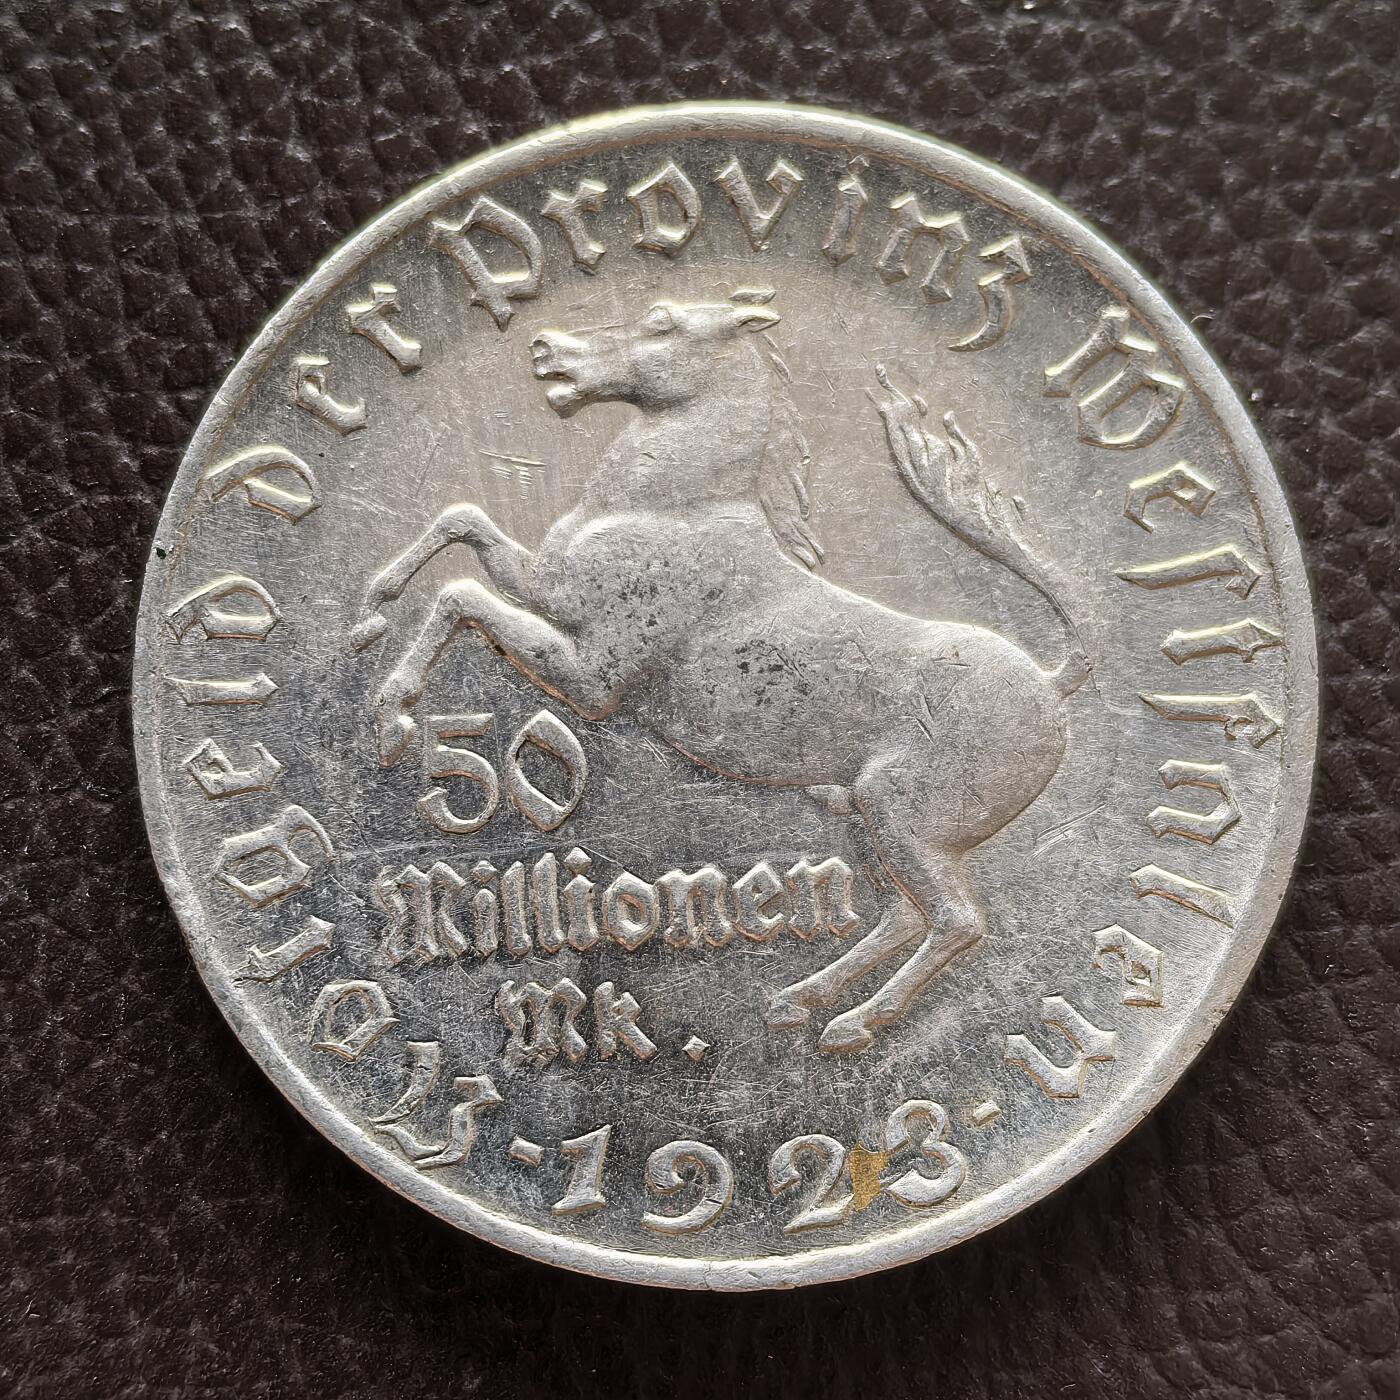 Notgeld der Provinz Westfalen
50
Millionen
Mk.
·1923·